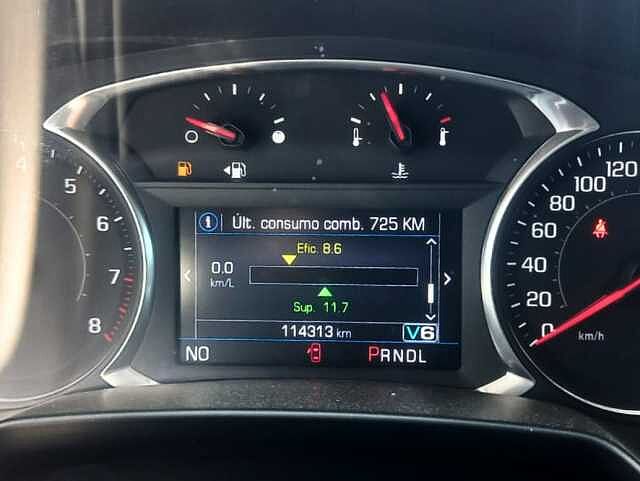 Últ. consumo comb. 725 KM
Efic. 8.6
0.0
km/L
Sup. 11.7
114313 km
V6
NO
PRNDL
4
5
6
7
8
120
100
80
60
40
20
0
km/h